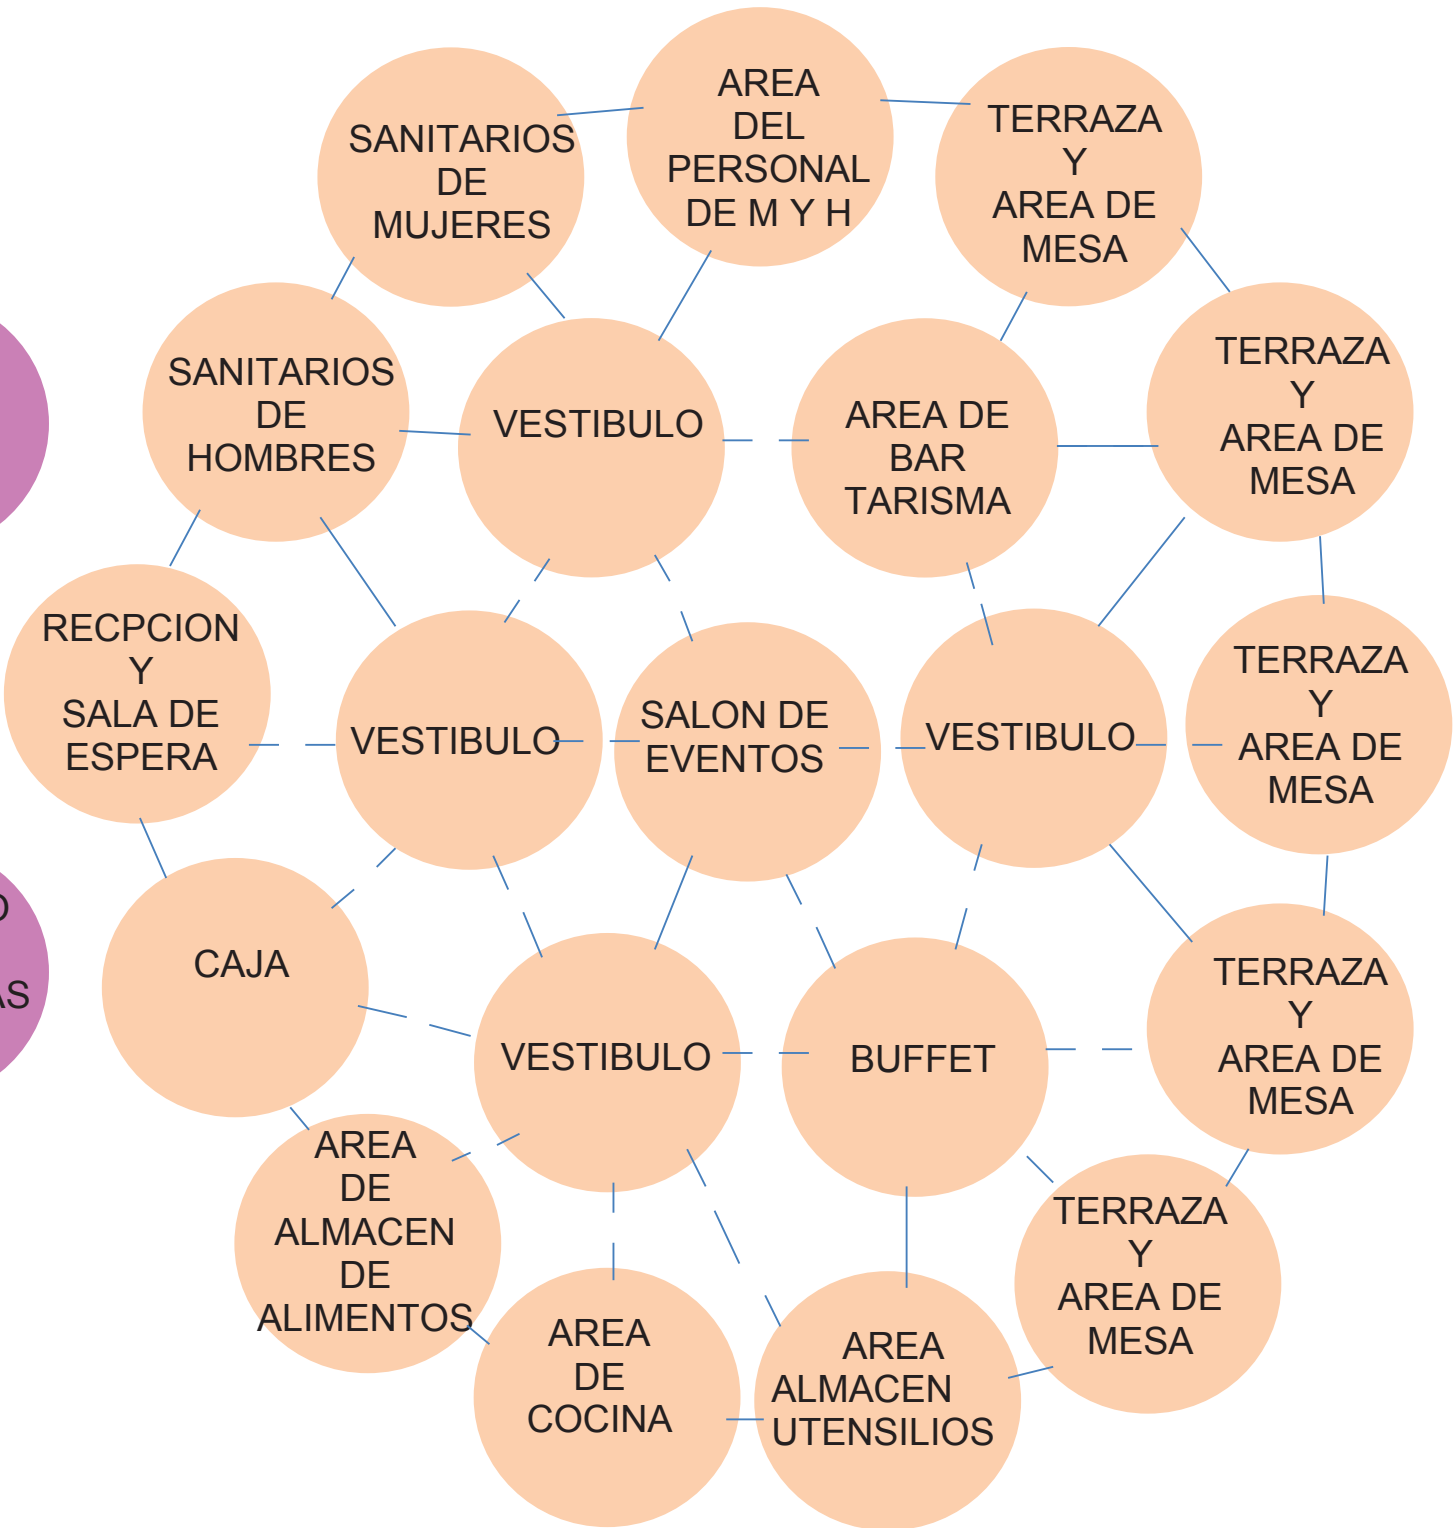 AREA
DEL
PERSONAL
DE M Y H
SANITARIOS
DE
MUJERES
TERRAZA
Y
AREA DE
MESA
SANITARIOS
DE
HOMBRES
VESTIBULO
AREA DE
BAR
TARISMA
TERRAZA
Y
AREA DE
MESA
RECPCION
Y
SALA DE
ESPERA
VESTIBULO
SALON DE
EVENTOS
VESTIBULO
TERRAZA
Y
AREA DE
MESA
CAJA
VESTIBULO
BUFFET
TERRAZA
Y
AREA DE
MESA
AREA
DE
ALMACEN
DE
ALIMENTOS
AREA
DE
COCINA
AREA
ALMACEN
UTENSILIOS
TERRAZA
Y
AREA DE
MESA